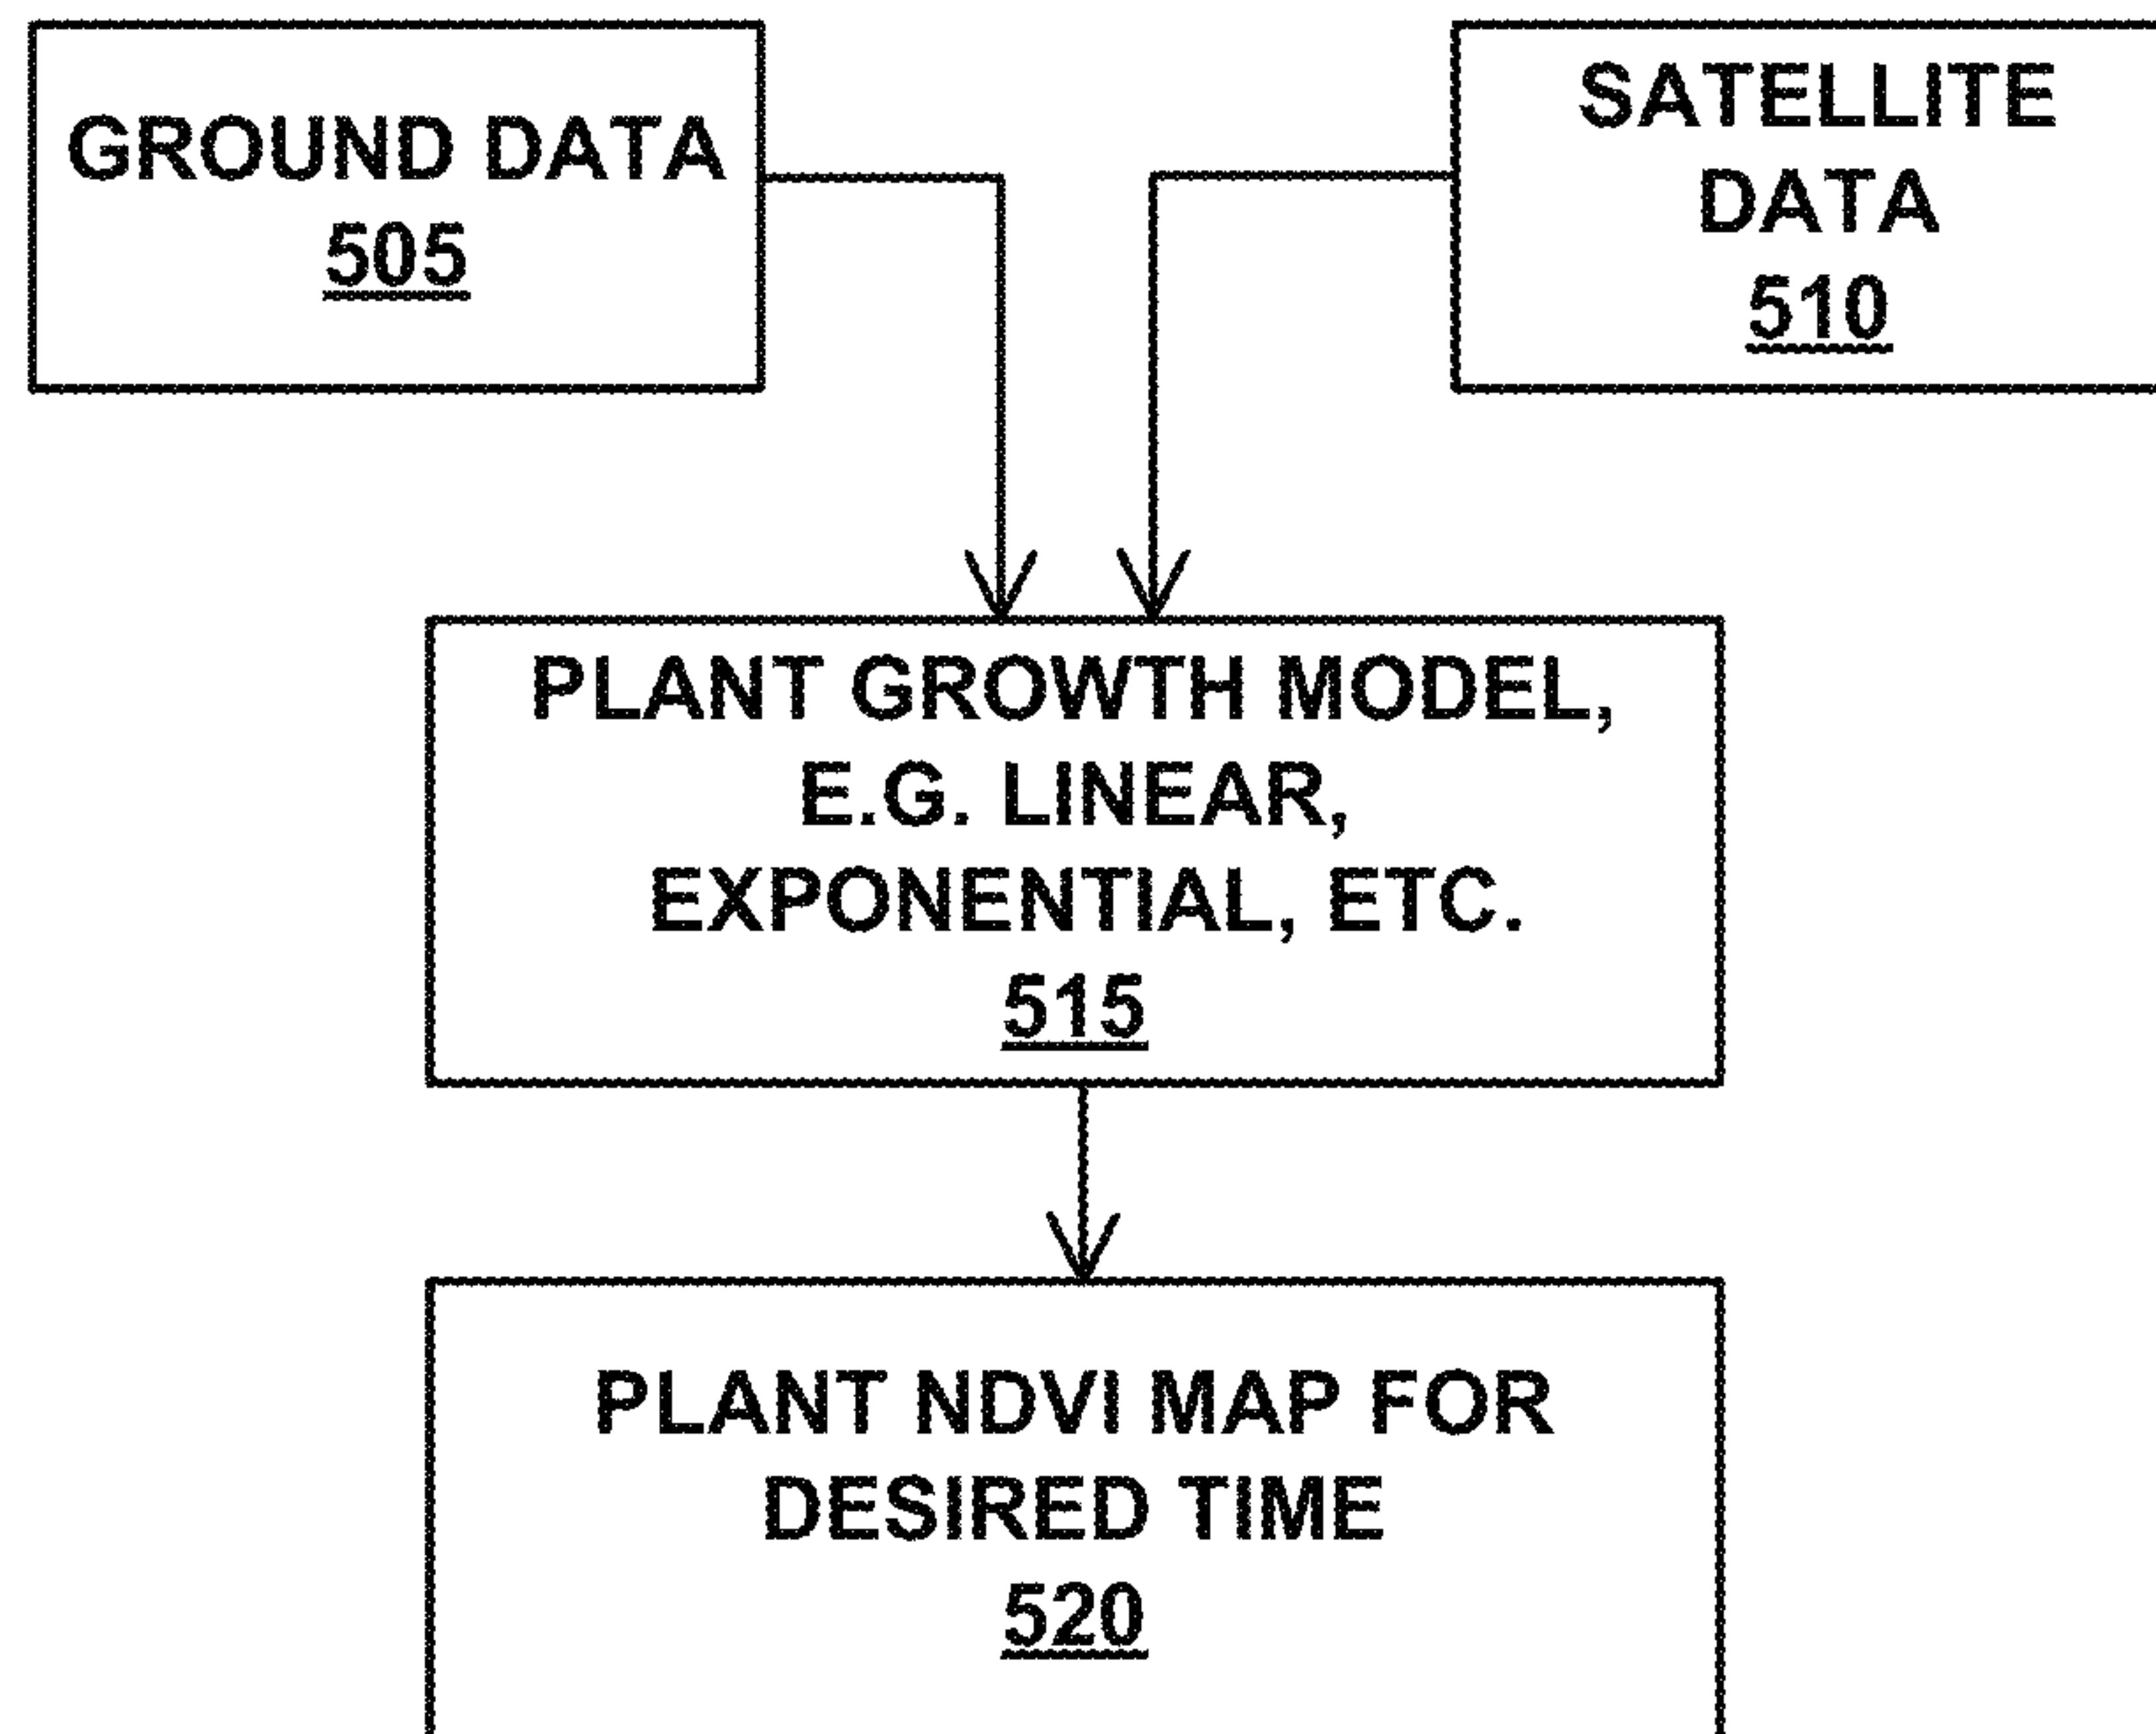 GROUND DATA
505
SATELLITE
DATA
510
PLANT GROWTH MODEL,
E.G. LINEAR,
EXPONENTIAL, ETC.
515
PLANT NDVI MAP FOR
DESIRED TIME
520